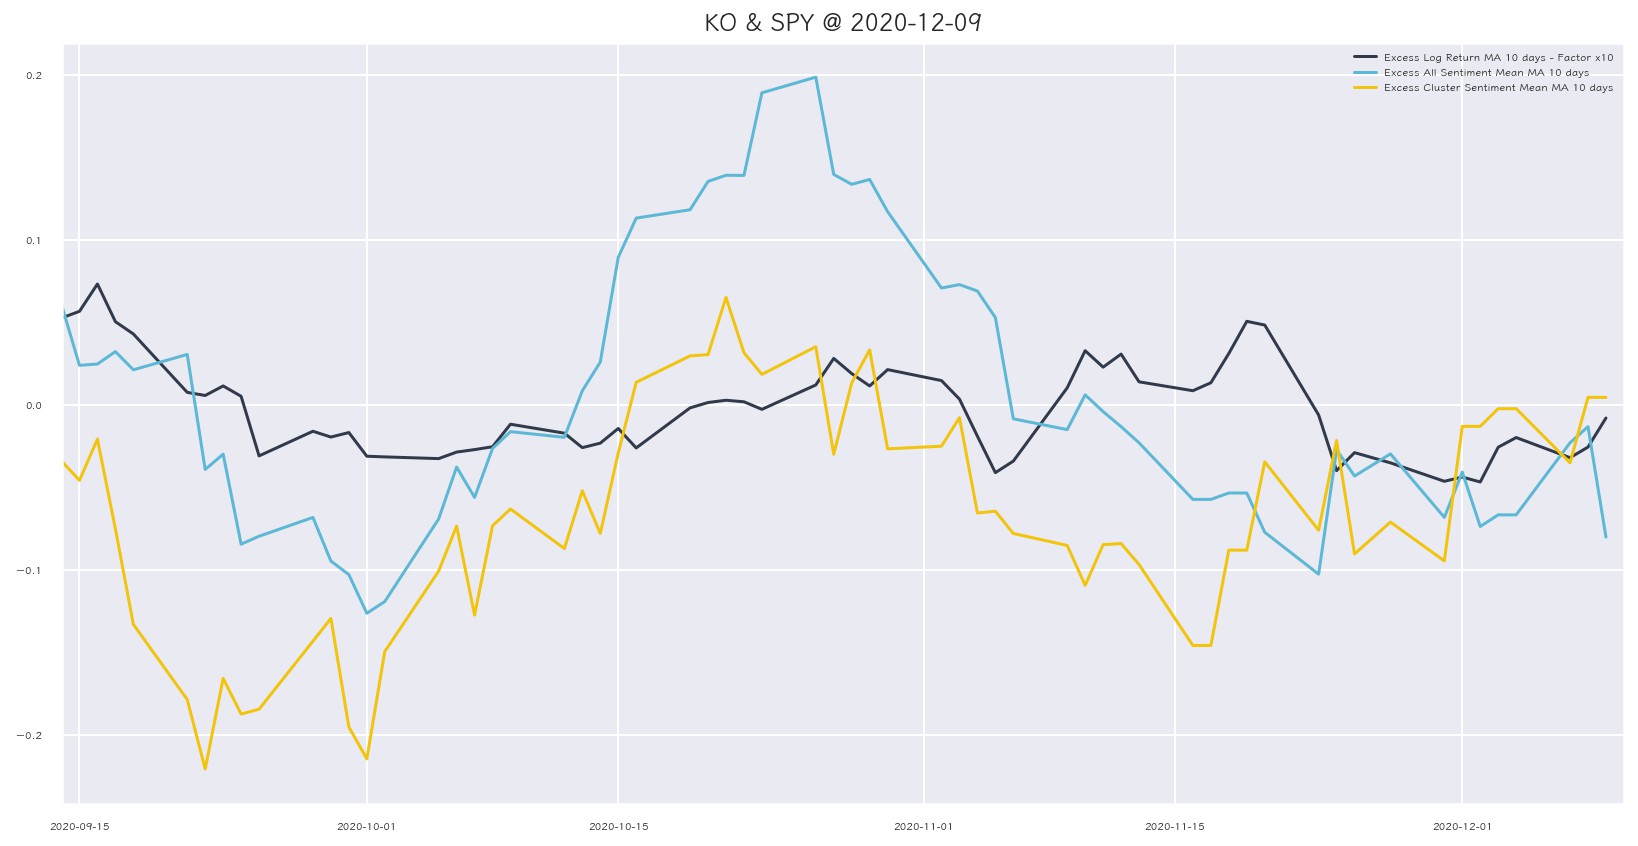 KO & SPY @ 2020-12-09
Excess Log Return MA 10 days - Factor x10
Excess All Sentiment Mean MA 10 days
Excess Cluster Sentiment Mean MA 10 days
0.2
0.1
0.0
−0.1
−0.2
2020-09-15 2020-10-01 2020-10-15 2020-11-01 2020-11-15 2020-12-01